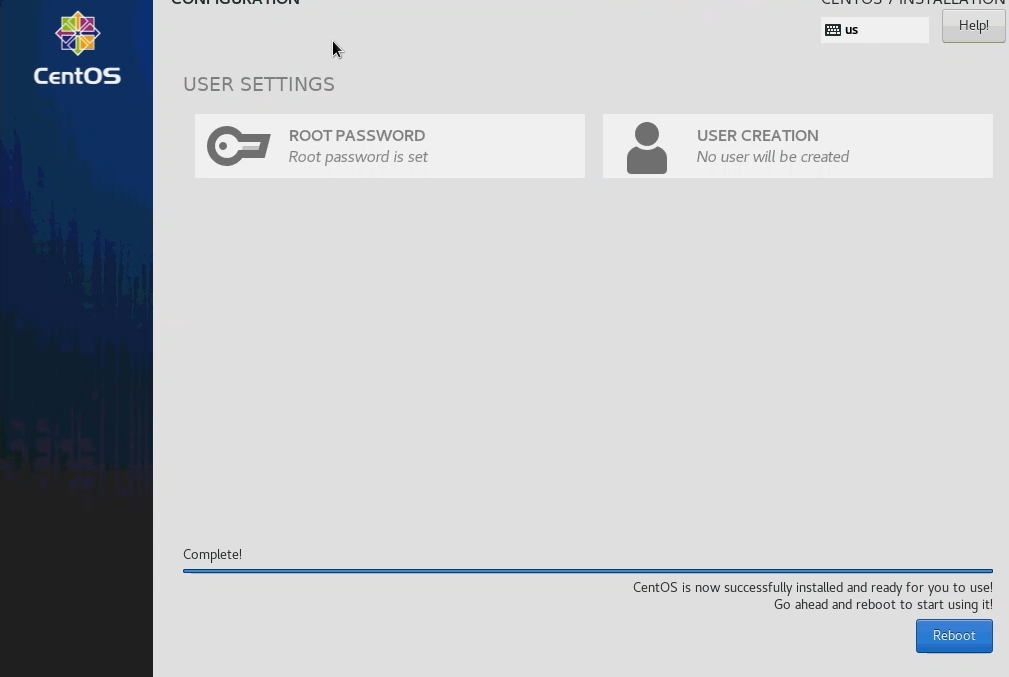 CONFIGURATION
CENTOS 7 INSTALLATION
CentOS
us
Help!
USER SETTINGS
ROOT PASSWORD
Root password is set
USER CREATION
No user will be created
Complete!
CentOS is now successfully installed and ready for you to use!
Go ahead and reboot to start using it!
Reboot